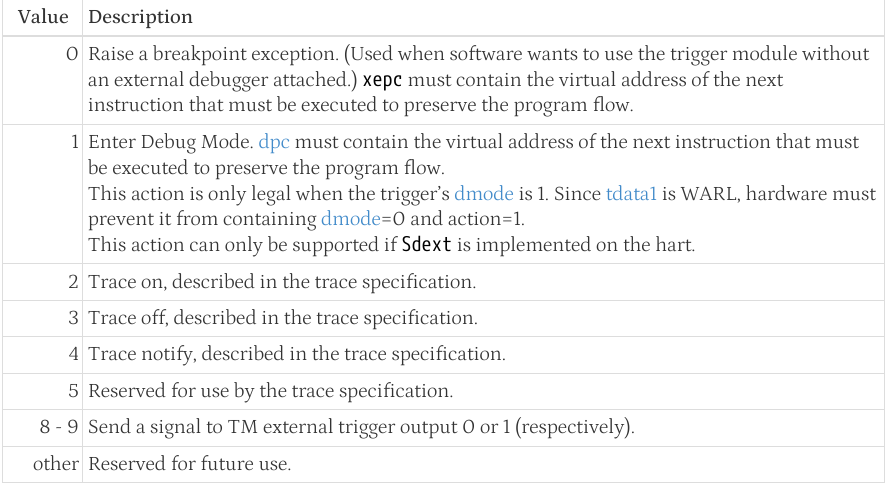 Value Description
0 Raise a breakpoint exception. (Used when software wants to use the trigger module without
an external debugger attached.) xepc must contain the virtual address of the next
instruction that must be executed to preserve the program flow.
1 Enter Debug Mode. dpc must contain the virtual address of the next instruction that must
be executed to preserve the program flow.
This action is only legal when the trigger’s dmode is 1. Since tdata1 is WARL, hardware must
prevent it from containing dmode=0 and action=1.
This action can only be supported if Sdext is implemented on the hart.
2 Trace on, described in the trace specification.
3 Trace off, described in the trace specification.
4 Trace notify, described in the trace specification.
5 Reserved for use by the trace specification.
8 - 9 Send a signal to TM external trigger output 0 or 1 (respectively).
other Reserved for future use.